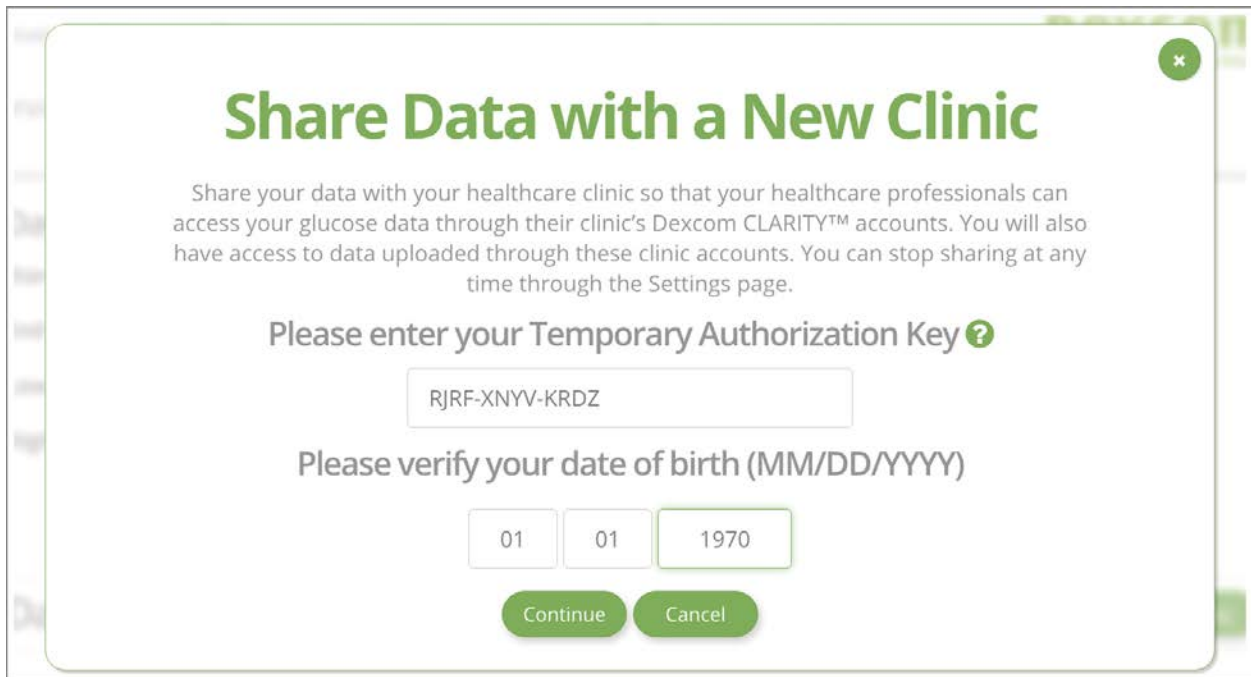 Share Data with a New Clinic
Share your data with your healthcare clinic so that your healthcare professionals can
access your glucose data through their clinic's Dexcom CLARITY™ accounts. You will also
have access to data uploaded through these clinic accounts. You can stop sharing at any
time through the Settings page.
Please enter your Temporary Authorization Key ?
RJRF-XNYV-KRDZ
Please verify your date of birth (MM/DD/YYYY)
01 01 1970
Continue Cancel